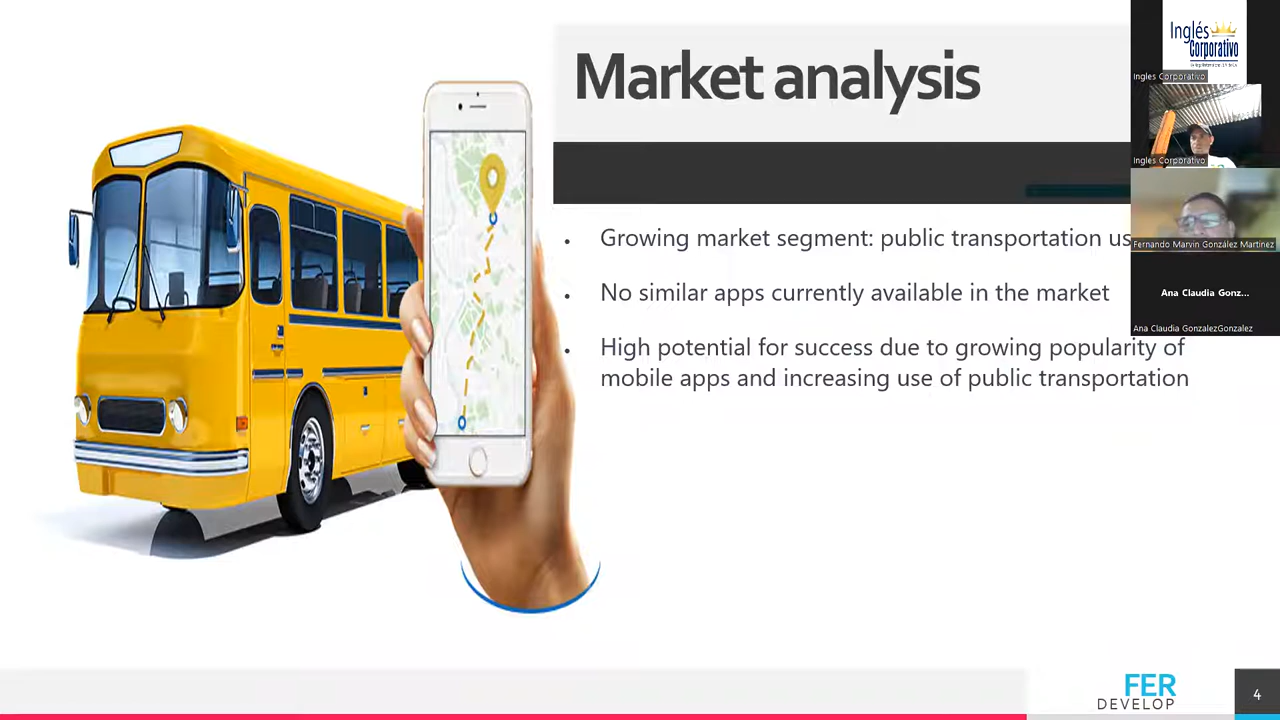 Market analysis
Growing market segment: public transportation
No similar apps currently available in the market
High potential for success due to growing popularity of
mobile apps and increasing use of public transportation
FER
DEVELOP
4
Inglés
Corporativo
Ingles Corporativo
Ingles Corporativo
Fernando Marvin González Martinez
Ana Claudia Gonz...
Ana Claudia GonzalezGonzalez